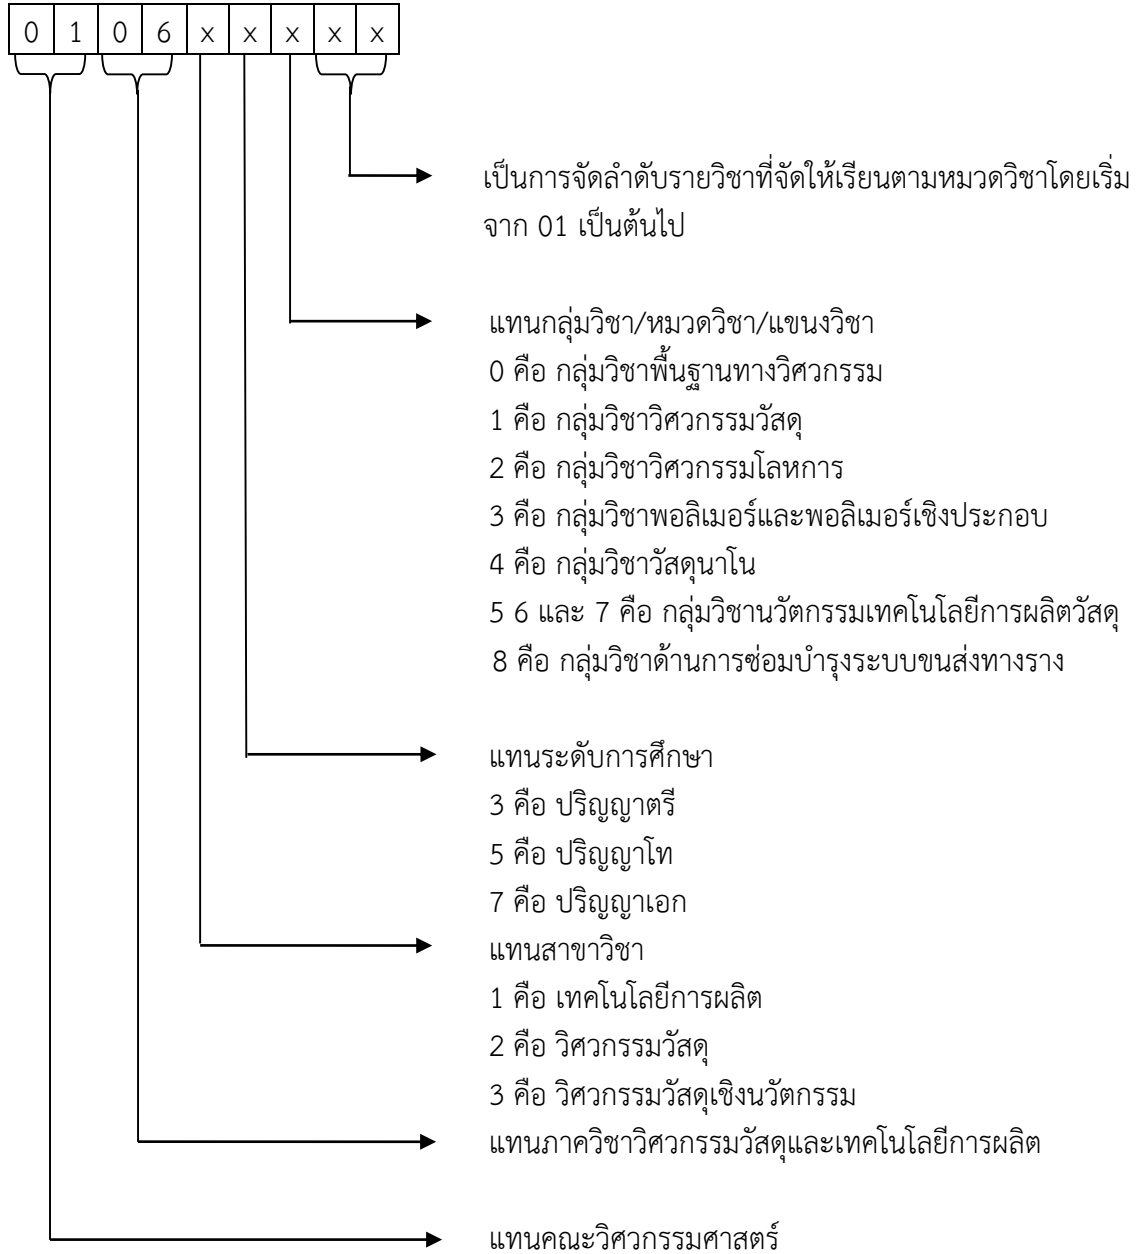 0 1 0 6 x x x x x
เป็นการจัดลำดับรายวิชาที่จัดให้เรียนตามหมวดวิชาโดยเริ่ม
จาก 01 เป็นต้นไป
แทนกลุ่มวิชา/หมวดวิชา/แขนงวิชา
0 คือ กลุ่มวิชาพื้นฐานทางวิศวกรรม
1 คือ กลุ่มวิชาวิศวกรรมวัสดุ
2 คือ กลุ่มวิชาวิศวกรรมโลหการ
3 คือ กลุ่มวิชาพอลิเมอร์และพอลิเมอร์เชิงประกอบ
4 คือ กลุ่มวิชาวัสดุนาโน
5 6 และ 7 คือ กลุ่มวิชานวัตกรรมเทคโนโลยีการผลิตวัสดุ
8 คือ กลุ่มวิชาด้านการซ่อมบำรุงระบบขนส่งทางราง
แทนระดับการศึกษา
3 คือ ปริญญาตรี
5 คือ ปริญญาโท
7 คือ ปริญญาเอก
แทนสาขาวิชา
1 คือ เทคโนโลยีการผลิต
2 คือ วิศวกรรมวัสดุ
3 คือ วิศวกรรมวัสดุเชิงนวัตกรรม
แทนภาควิชาวิศวกรรมวัสดุและเทคโนโลยีการผลิต
แทนคณะวิศวกรรมศาสตร์